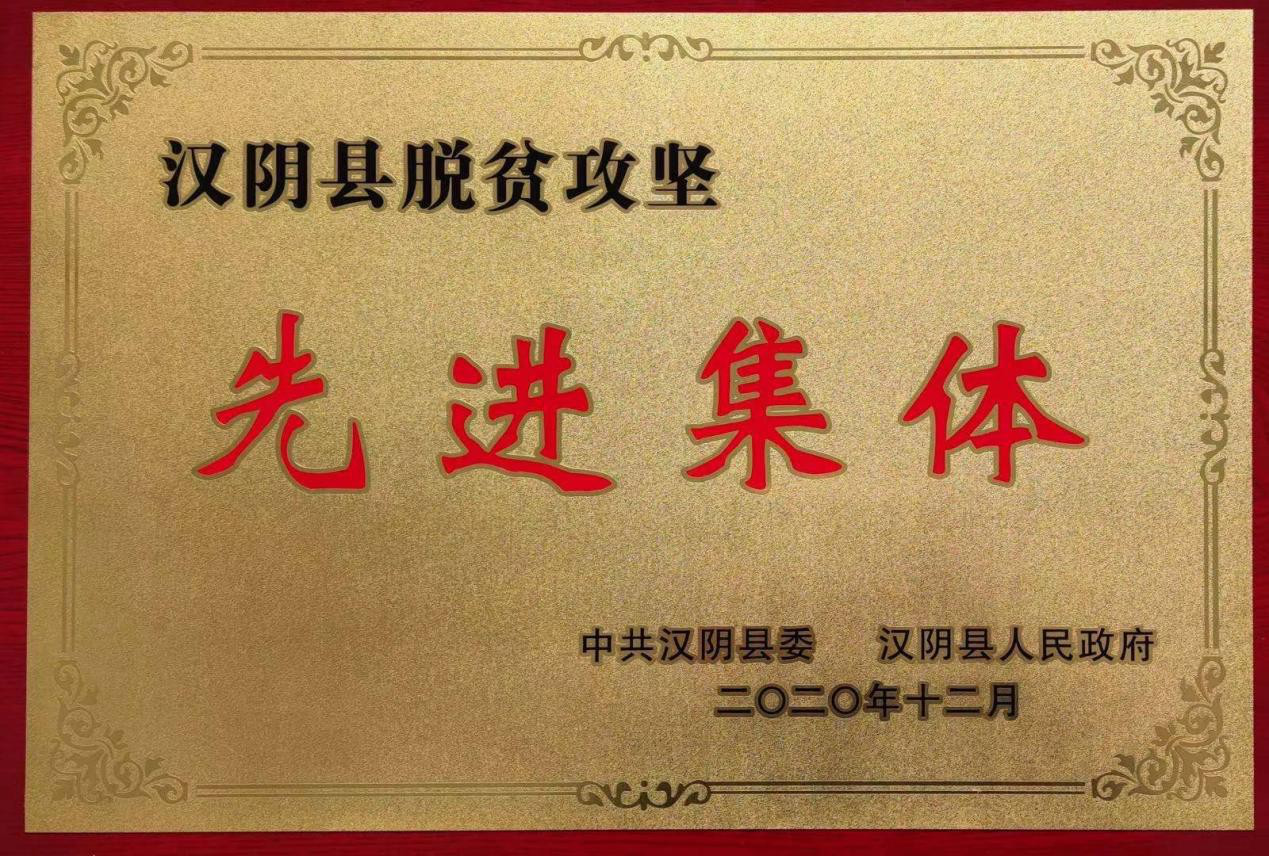 汉阴县脱贫攻坚
先进集体
中共汉阴县委 汉阴县人民政府
二〇二〇年十二月